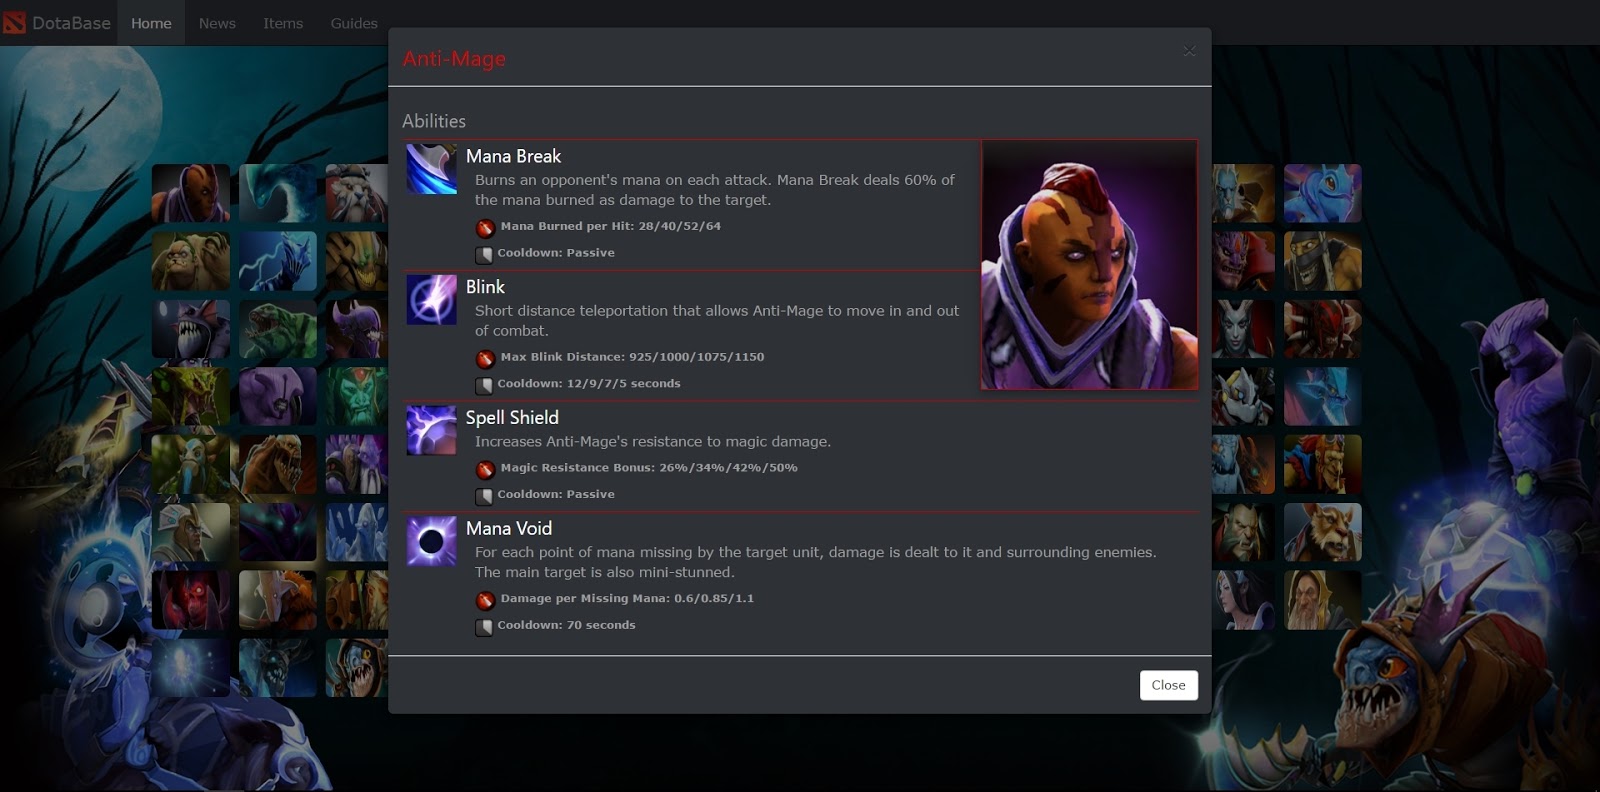 DotaBase Home News Items Guides
Anti-Mage ×
Abilities
Mana Break
Burns an opponent's mana on each attack. Mana Break deals 60% of
the mana burned as damage to the target.
Mana Burned per Hit: 28/40/52/64
Cooldown: Passive
Blink
Short distance teleportation that allows Anti-Mage to move in and out
of combat.
Max Blink Distance: 925/1000/1075/1150
Cooldown: 12/9/7/5 seconds
Spell Shield
Increases Anti-Mage's resistance to magic damage.
Magic Resistance Bonus: 26%/34%/42%/50%
Cooldown: Passive
Mana Void
For each point of mana missing by the target unit, damage is dealt to it and surrounding enemies.
The main target is also mini-stunned.
Damage per Missing Mana: 0.6/0.85/1.1
Cooldown: 70 seconds
Close